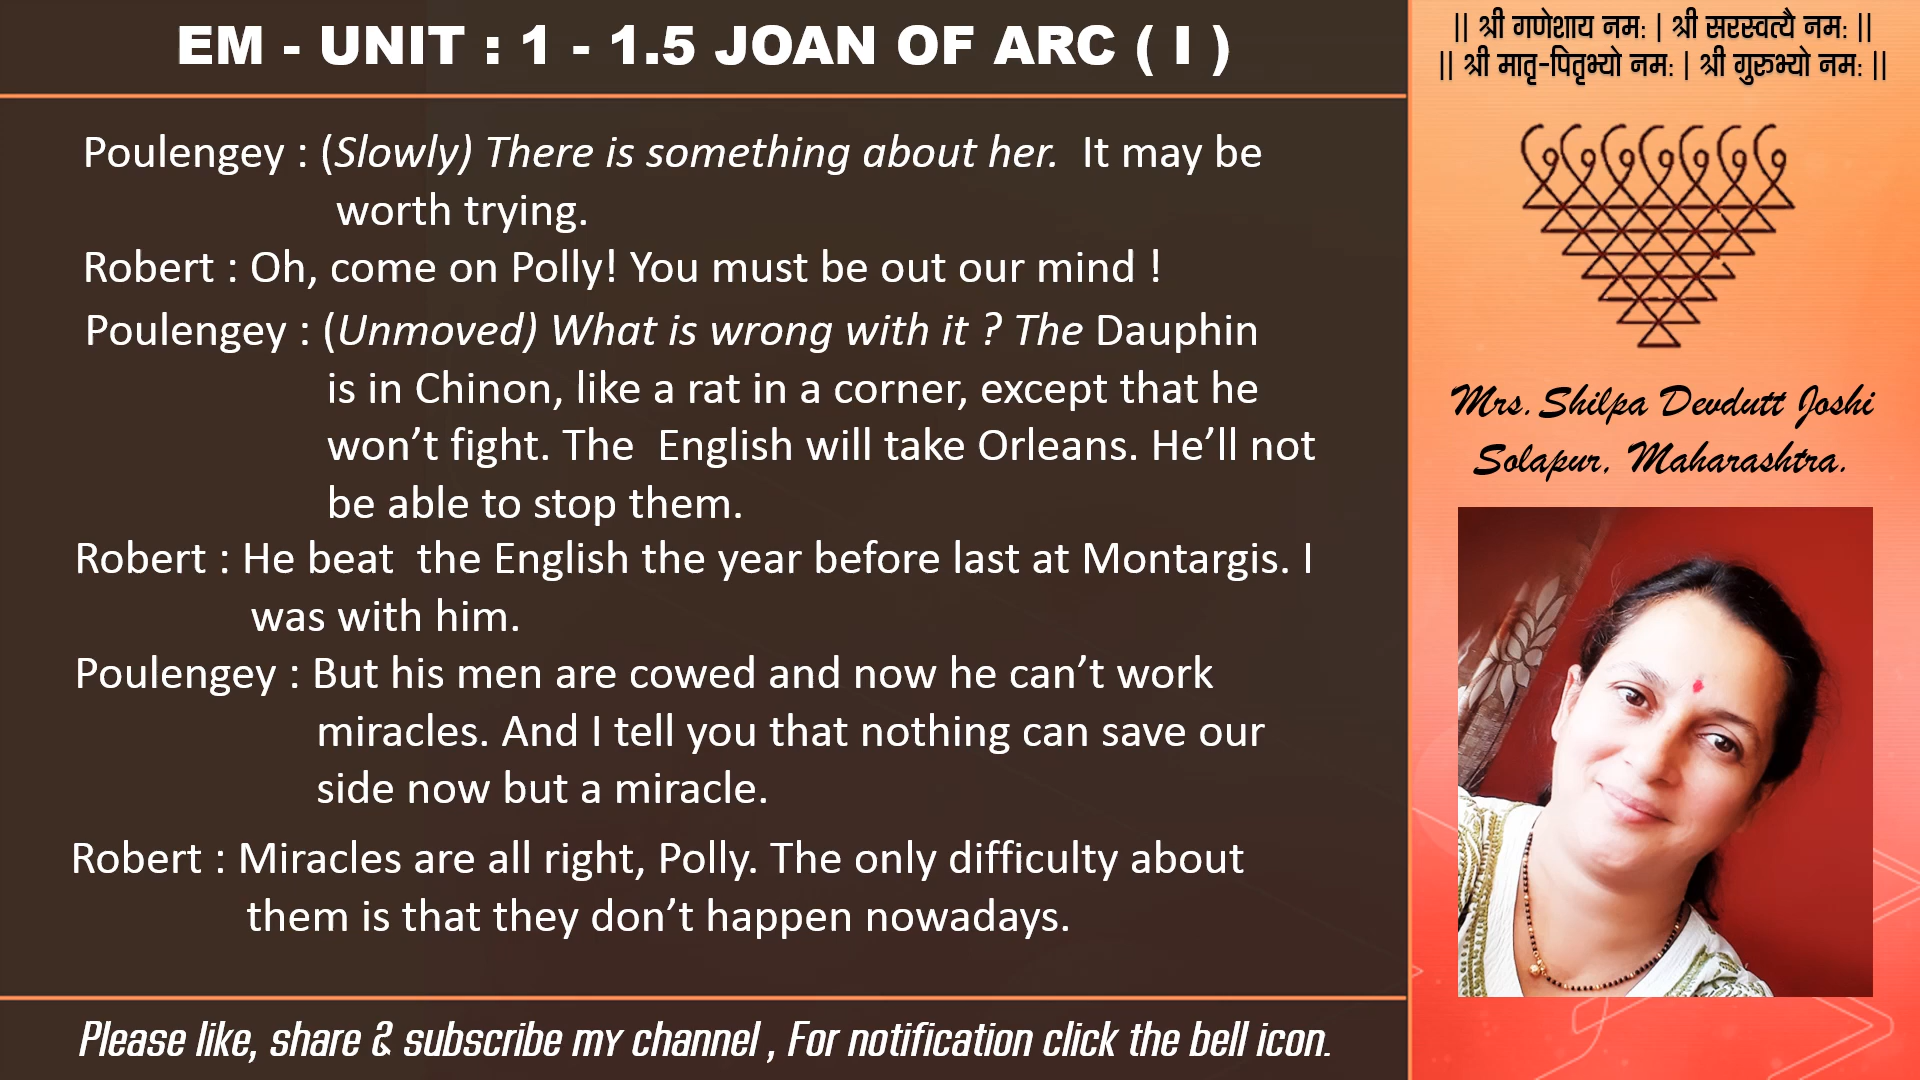 EM - UNIT : 1 - 1.5 JOAN OF ARC ( I )
Poulengey : (Slowly) There is something about her. It may be
worth trying.
Robert : Oh, come on Polly! You must be out our mind !
Poulengey : (Unmoved) What is wrong with it ? The Dauphin
is in Chinon, like a rat in a corner, except that he
won’t fight. The English will take Orleans. He’ll not
be able to stop them.
Robert : He beat the English the year before last at Montargis. I
was with him.
Poulengey : But his men are cowed and now he can’t work
miracles. And I tell you that nothing can save our
side now but a miracle.
Robert : Miracles are all right, Polly. The only difficulty about
them is that they don’t happen nowadays.
Please like, share & subscribe my channel , For notification click the bell icon.
|| श्री गणेशाय नमः | श्री सरस्वत्यै नमः ||
|| श्री मातृ-पितृभ्यो नमः | श्री गुरुभ्यो नमः ||
Mrs. Shilpa Devdutt Joshi
Solapur, Maharashtra.